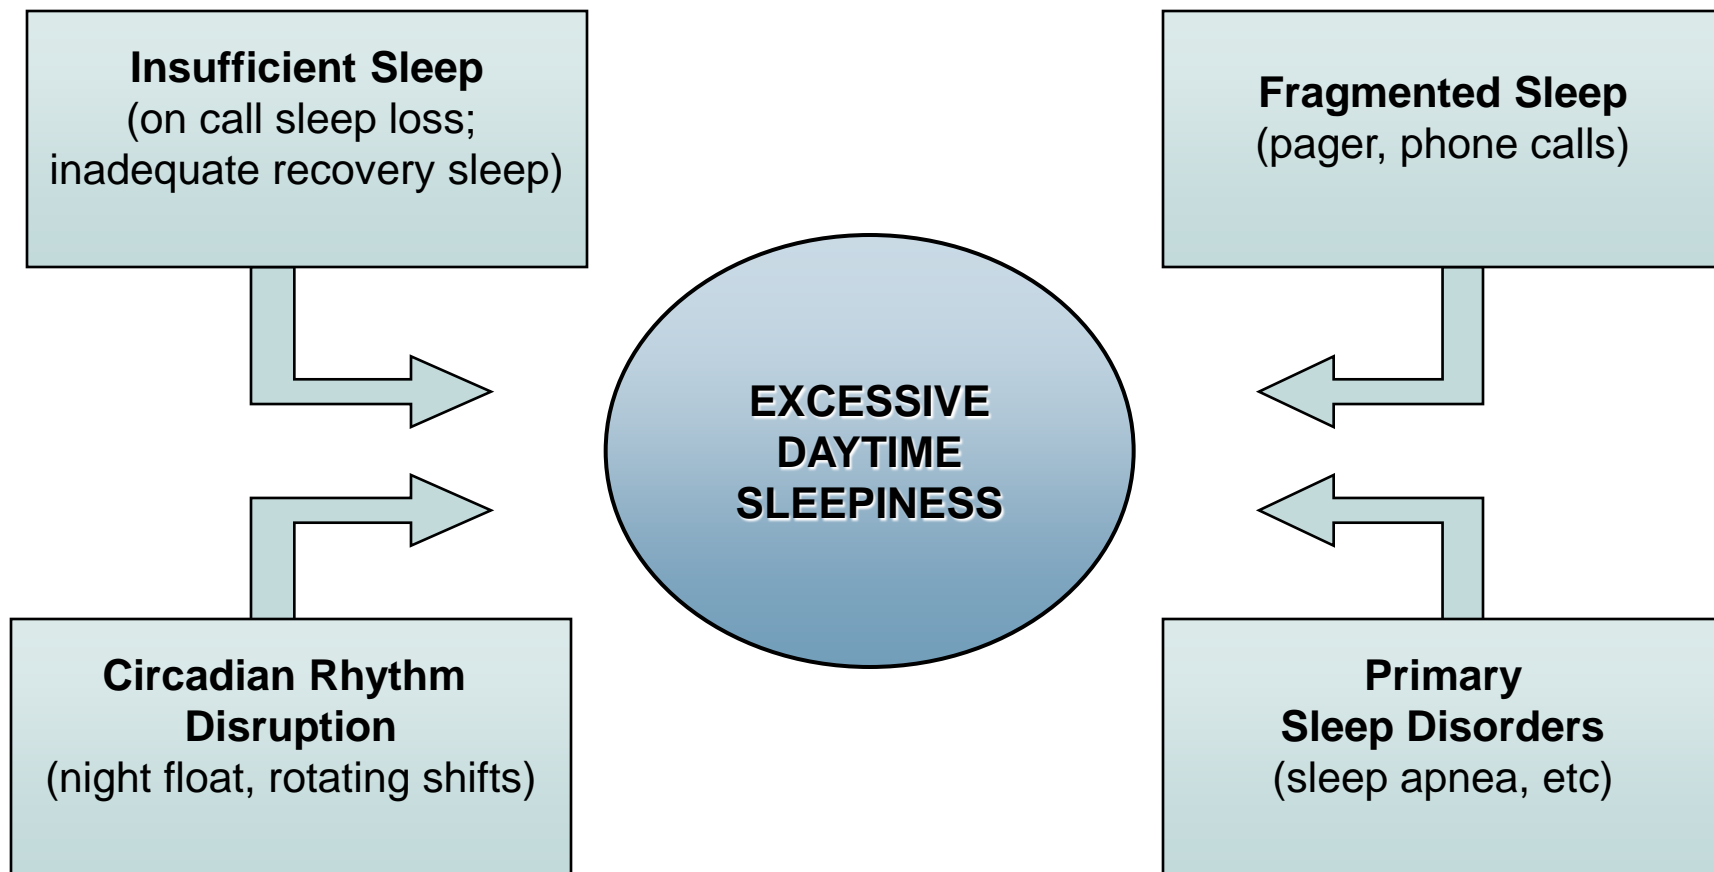 Insufficient Sleep
(on call sleep loss;
inadequate recovery sleep)
Fragmented Sleep
(pager, phone calls)
EXCESSIVE
DAYTIME
SLEEPINESS
Circadian Rhythm
Disruption
(night float, rotating shifts)
Primary
Sleep Disorders
(sleep apnea, etc)